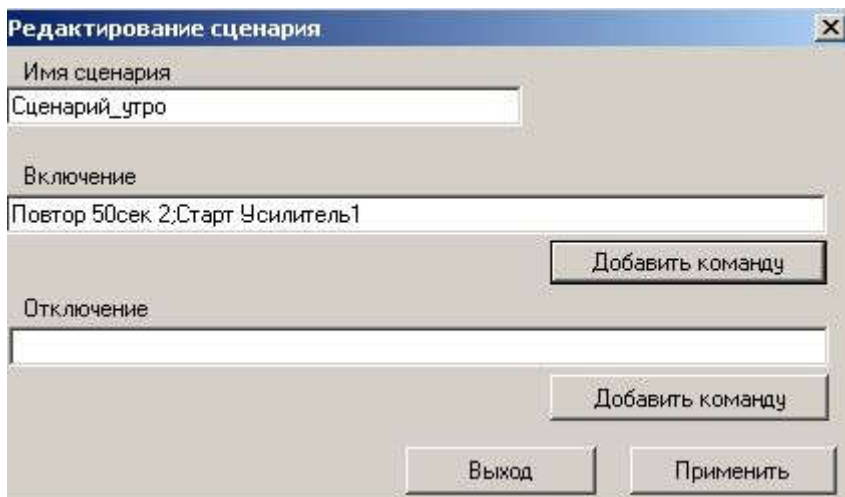 Редактирование сценария
Имя сценария
Сценарий_утро
Включение
Повтор 50сек 2;Старт Усилитель1
Добавить команду
Отключение
Добавить команду
Выход Применить